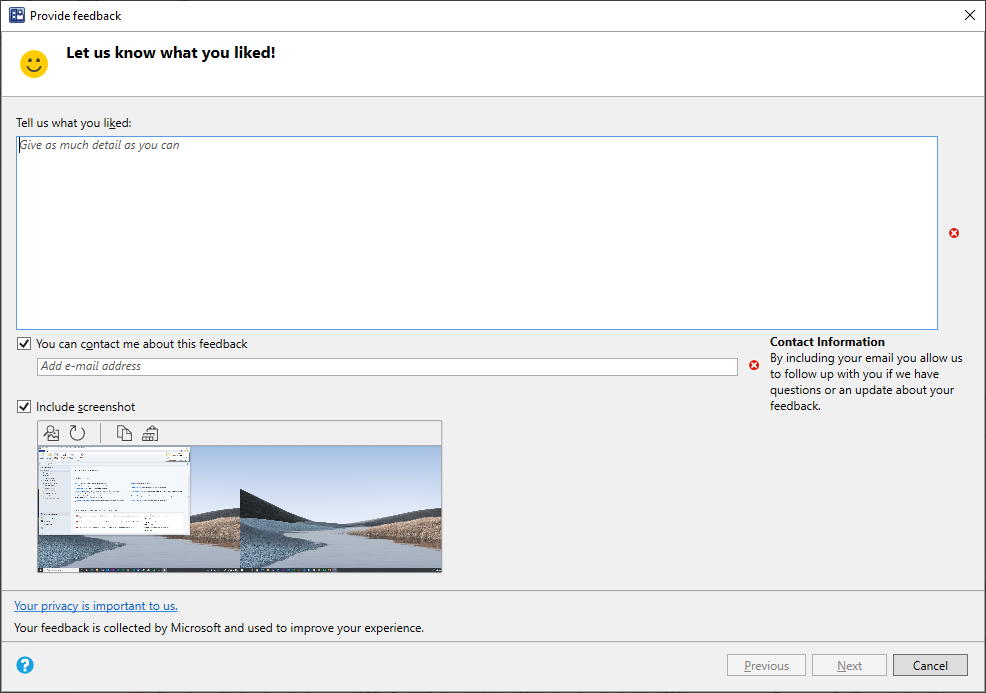 Provide feedback
Let us know what you liked!
Tell us what you liked:
Give as much detail as you can
You can contact me about this feedback
Add e-mail address
Contact Information
By including your email you allow us
to follow up with you if we have
questions or an update about your
feedback.
Include screenshot
Your privacy is important to us.
Your feedback is collected by Microsoft and used to improve your experience.
?
Previous
Next
Cancel